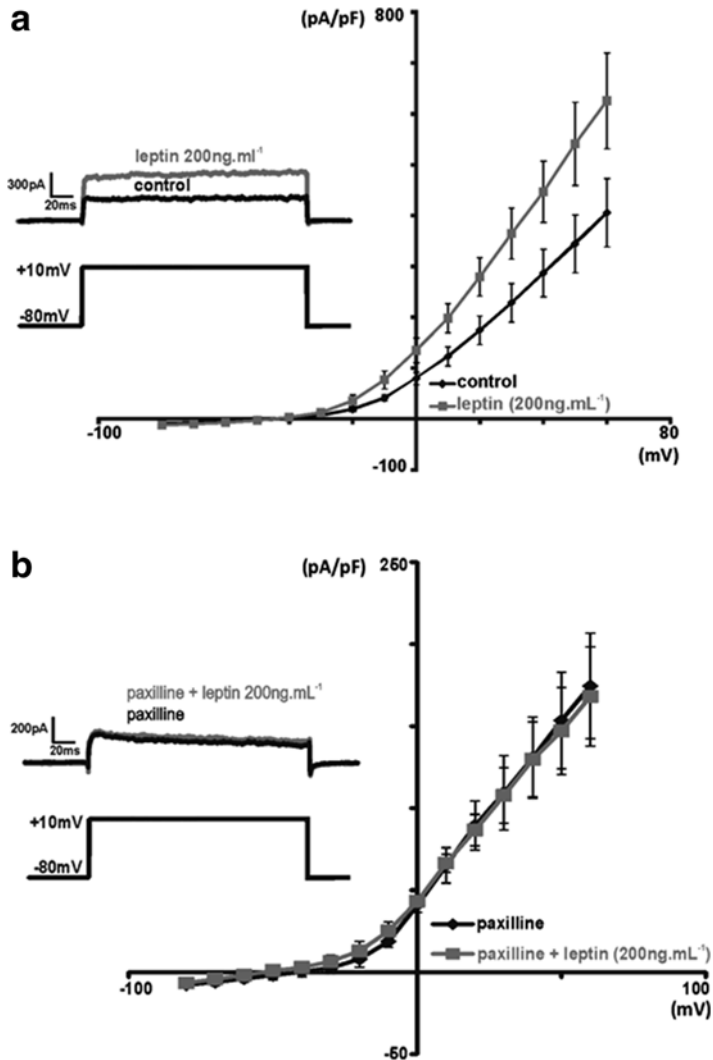 a
(pA/pF)
800
leptin 200ng.ml-1
control
300pA
20ms
+10mV
-80mV
control
leptin (200ng.mL-1)
-100
80
(mV)
-100
b
(pA/pF)
250
paxilline + leptin 200ng.mL-1
paxilline
200pA
20ms
+10mV
-80mV
paxilline
paxilline + leptin (200ng.mL-1)
-100
100
(mV)
-50